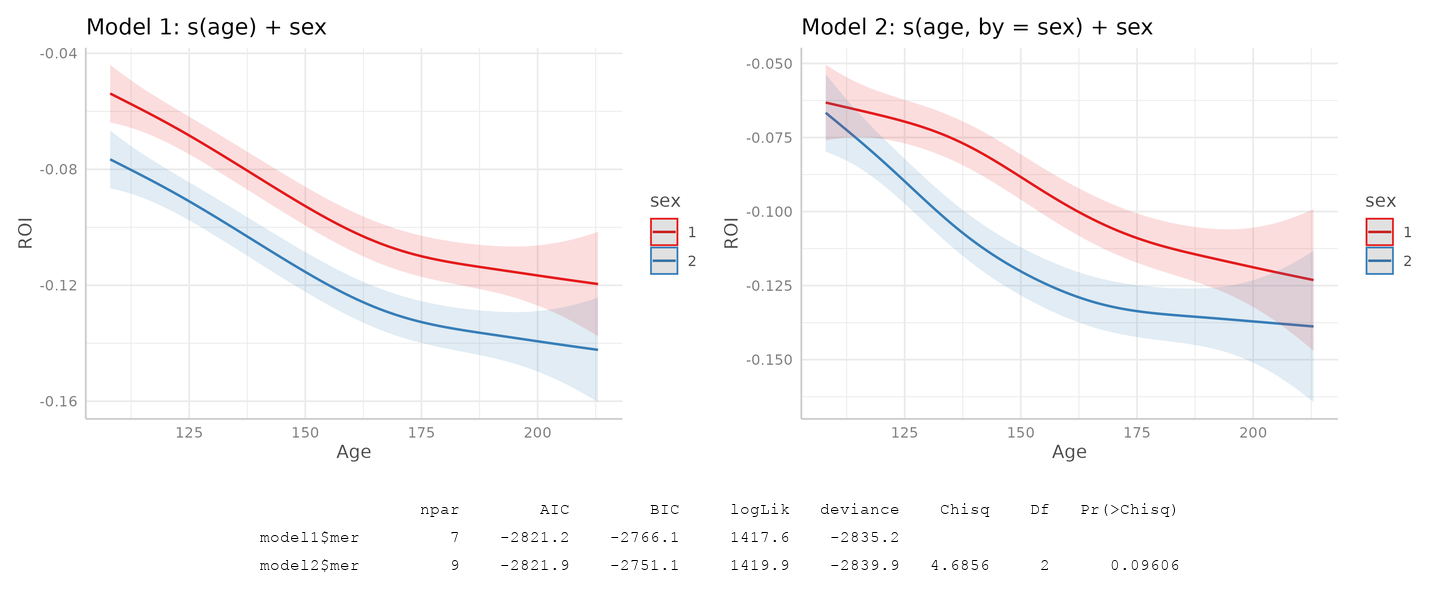 Model 1: s(age) + sex
-0.04
-0.08
-0.12
-0.16
ROI
125 150 175 200
Age
sex
1
2
Model 2: s(age, by = sex) + sex
-0.050
-0.075
-0.100
-0.125
-0.150
ROI
125 150 175 200
Age
sex
1
2
npar AIC BIC logLik deviance Chisq Df Pr(>Chisq)
model1$mer 7 -2821.2 -2766.1 1417.6 -2835.2
model2$mer 9 -2821.9 -2751.1 1419.9 -2839.9 4.6856 2 0.09606